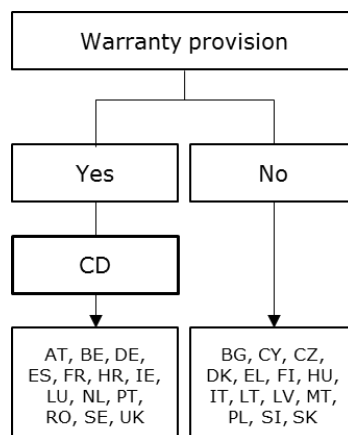 Warranty provision
Yes
No
CD
AT, BE, DE,
ES, FR, HR, IE,
LU, NL, PT,
RO, SE, UK
BG, CY, CZ,
DK, EL, FI, HU,
IT, LT, LV, MT,
PL, SI, SK